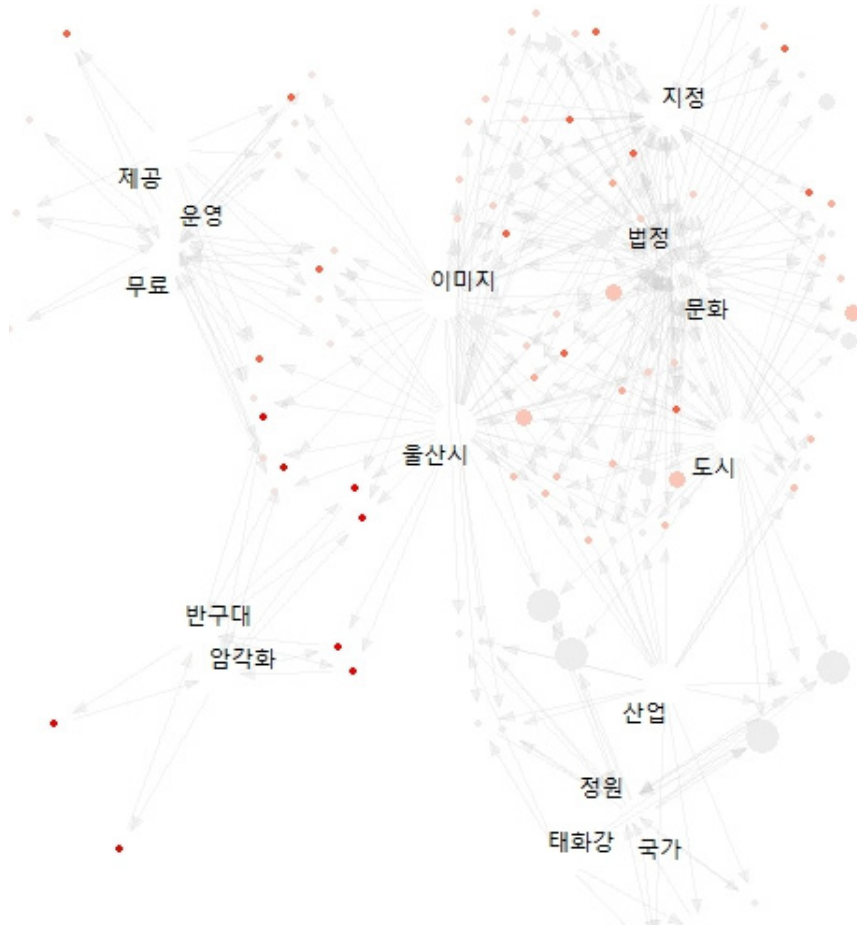 지정
제공
운영
법정
이미지
무료
문화
울산시
도시
반구대
암각화
산업
정원
태화강
국가